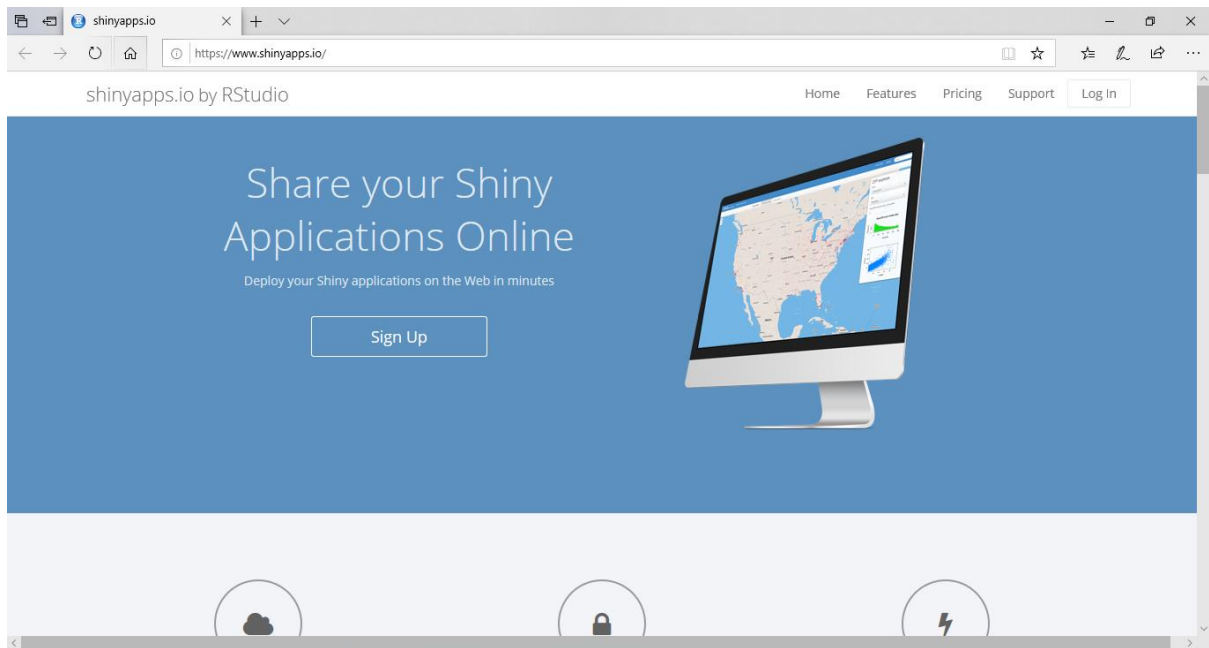 shinyapps.io
https://www.shinyapps.io/
shinyapps.io by RStudio
Home Features Pricing Support Log In
Share your Shiny
Applications Online
Deploy your Shiny applications on the Web in minutes
Sign Up